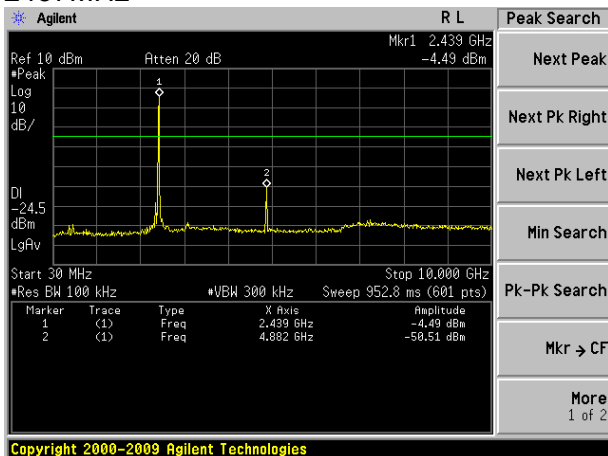 Agilent R L
Peak Search
Mkr1 2.439 GHz
Ref 10 dBm Atten 20 dB -4.49 dBm
#Peak
Log
10
dB/
1
2
DI
-24.5
dBm
LgAv
Start 30 MHz Stop 10.000 GHz
#Res BW 100 kHz #VBW 300 kHz Sweep 952.8 ms (601 pts)
Marker Trace Type X Axis Amplitude
1 (1) Freq 2.439 GHz -4.49 dBm
2 (1) Freq 4.882 GHz -50.51 dBm
Copyright 2000-2009 Agilent Technologies
Next Peak
Next Pk Right
Next Pk Left
Min Search
Pk-Pk Search
Mkr → CF
More
1 of 2